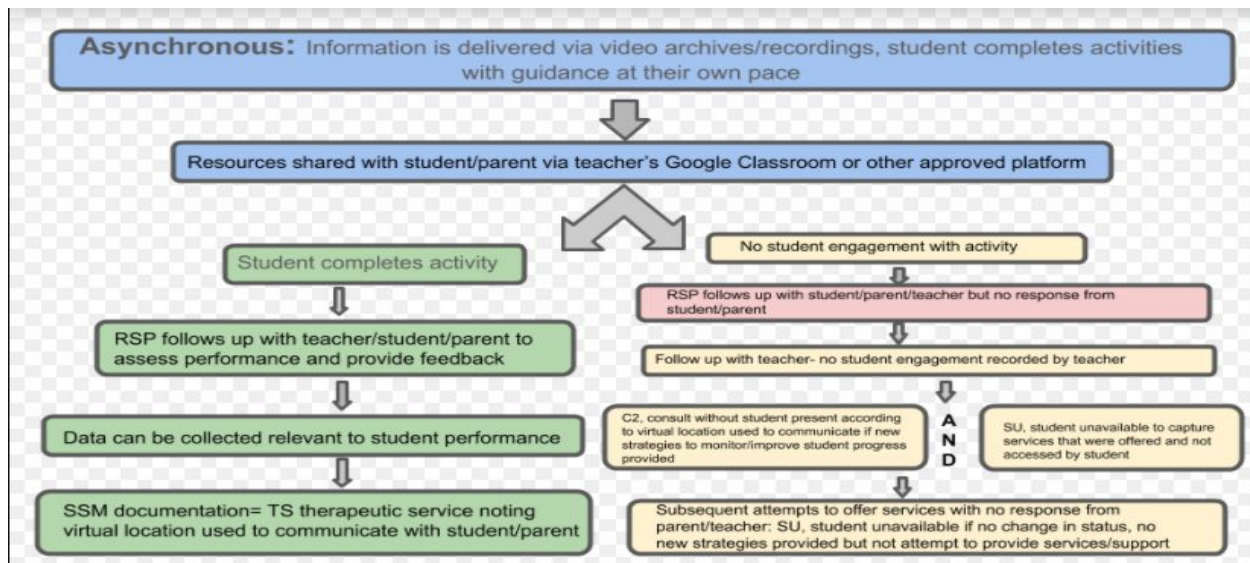 Asynchronous: Information is delivered via video archives/recordings, student completes activities
with guidance at their own pace
Resources shared with student/parent via teacher's Google Classroom or other approved platform
Student completes activity
RSP follows up with teacher/student/parent to
assess performance and provide feedback
Data can be collected relevant to student performance
SSM documentation= TS therapeutic service noting
virtual location used to communicate with student/parent
No student engagement with activity
RSP follows up with student/parent/teacher but no response from
student/parent
Follow up with teacher- no student engagement recorded by teacher
C2, consult without student present according
to virtual location used to communicate if new
strategies to monitor/improve student progress
provided
A
N
D
SU, student unavailable to capture
services that were offered and not
accessed by student
Subsequent attempts to offer services with no response from
parent/teacher: SU, student unavailable if no change in status, no
new strategies provided but not attempt to provide services/support